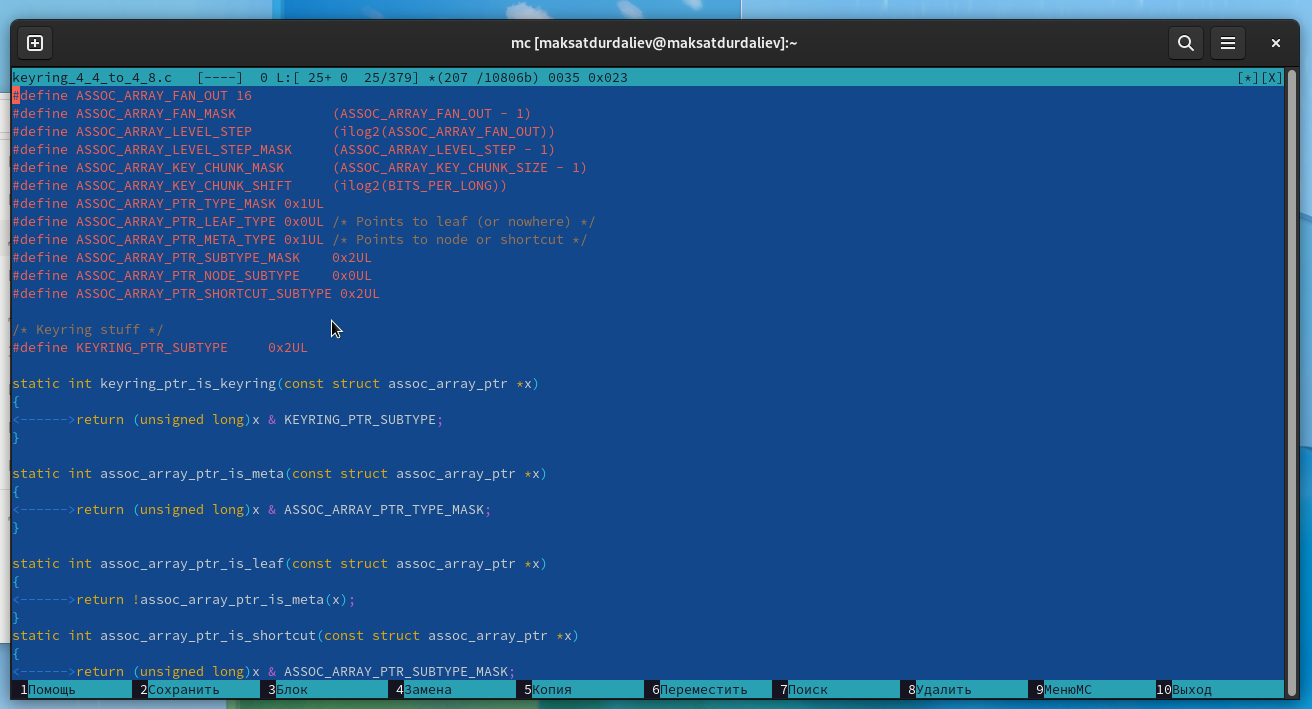 mc [maksatdurdaliev@maksatdurdaliev]:~
keyring_4_4_to_4_8.c   [----]  0 L:[ 25+ 0  25/379] *(207 /10806b) 0035 0x023 [*][X]
#define ASSOC_ARRAY_FAN_OUT 16
#define ASSOC_ARRAY_FAN_MASK            (ASSOC_ARRAY_FAN_OUT - 1)
#define ASSOC_ARRAY_LEVEL_STEP          (ilog2(ASSOC_ARRAY_FAN_OUT))
#define ASSOC_ARRAY_LEVEL_STEP_MASK     (ASSOC_ARRAY_LEVEL_STEP - 1)
#define ASSOC_ARRAY_KEY_CHUNK_MASK      (ASSOC_ARRAY_KEY_CHUNK_SIZE - 1)
#define ASSOC_ARRAY_KEY_CHUNK_SHIFT     (ilog2(BITS_PER_LONG))
#define ASSOC_ARRAY_PTR_TYPE_MASK 0x1UL
#define ASSOC_ARRAY_PTR_LEAF_TYPE 0x0UL /* Points to leaf (or nowhere) */
#define ASSOC_ARRAY_PTR_META_TYPE 0x1UL /* Points to node or shortcut */
#define ASSOC_ARRAY_PTR_SUBTYPE_MASK    0x2UL
#define ASSOC_ARRAY_PTR_NODE_SUBTYPE    0x0UL
#define ASSOC_ARRAY_PTR_SHORTCUT_SUBTYPE 0x2UL
/* Keyring stuff */
#define KEYRING_PTR_SUBTYPE     0x2UL
static int keyring_ptr_is_keyring(const struct assoc_array_ptr *x)
{
<------>return (unsigned long)x & KEYRING_PTR_SUBTYPE;
}
static int assoc_array_ptr_is_meta(const struct assoc_array_ptr *x)
{
<------>return (unsigned long)x & ASSOC_ARRAY_PTR_TYPE_MASK;
}
static int assoc_array_ptr_is_leaf(const struct assoc_array_ptr *x)
{
<------>return !assoc_array_ptr_is_meta(x);
}
static int assoc_array_ptr_is_shortcut(const struct assoc_array_ptr *x)
{
<------>return (unsigned long)x & ASSOC_ARRAY_PTR_SUBTYPE_MASK;
1Помощь 2Сохранить 3Блок 4Замена 5Копия 6Переместить 7Поиск 8Удалить 9МенюMC 10Выход